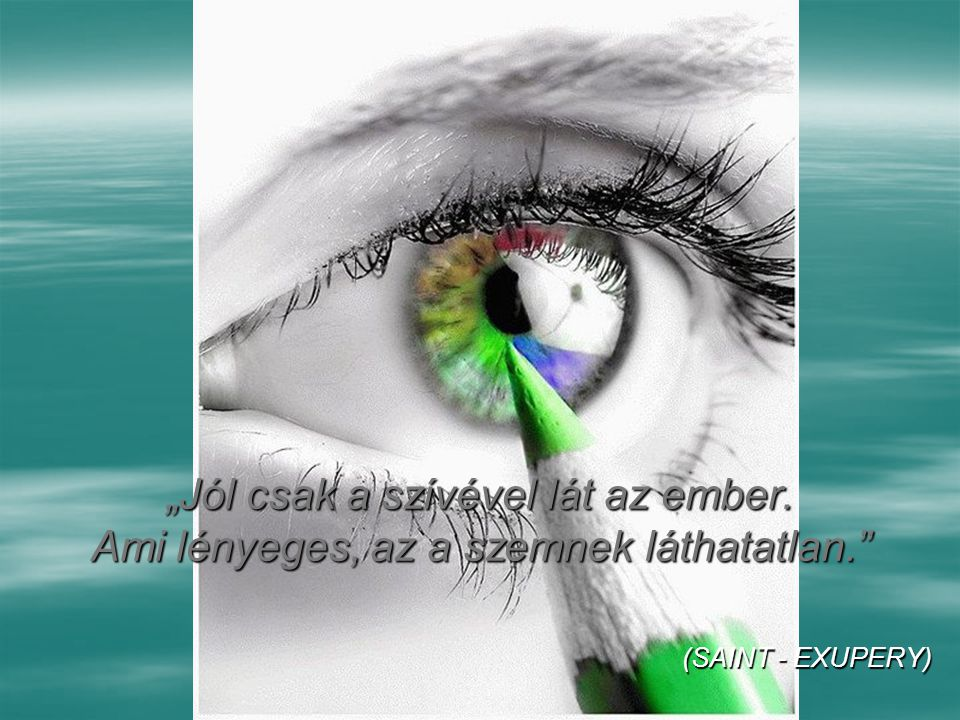 „Jól csak a szívével lát az ember.
Ami lényeges, az a szemnek láthatatlan.”
(SAINT - EXUPERY)